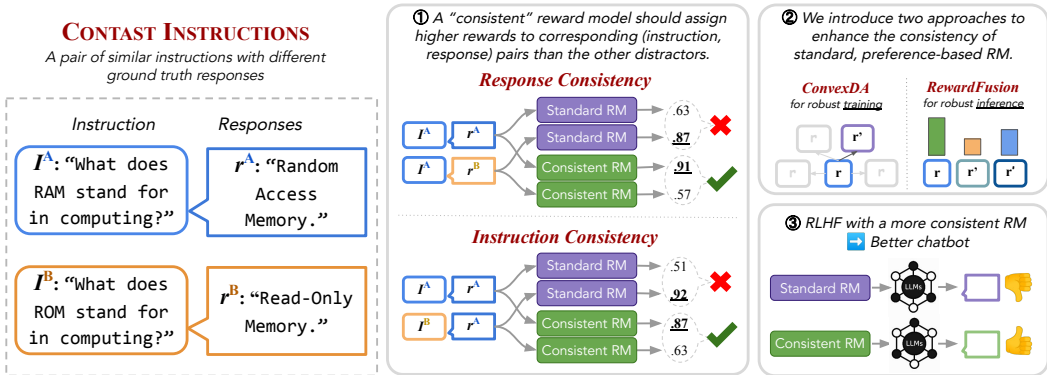 CONTAST INSTRUCTIONS
A pair of similar instructions with different
ground truth responses
Instruction
Responses
I^A: “What does
RAM stand for
in computing?”
r^A: “Random
Access
Memory.”
I^B: “What does
ROM stand for
in computing?”
r^B: “Read-Only
Memory.”
① A “consistent” reward model should assign
higher rewards to corresponding (instruction,
response) pairs than the other distractors.
Response Consistency
I^A r^A
I^A r^B
Standard RM .63
Standard RM .87
Consistent RM .91
Consistent RM .57
Instruction Consistency
I^A r^A
I^B r^A
Standard RM .51
Standard RM .92
Consistent RM .87
Consistent RM .63
② We introduce two approaches to
enhance the consistency of
standard, preference-based RM.
ConvexDA
for robust training
r r'
r r r
RewardFusion
for robust inference
r r' r'
③ RLHF with a more consistent RM
Better chatbot
Standard RM LLMs
Consistent RM LLMs